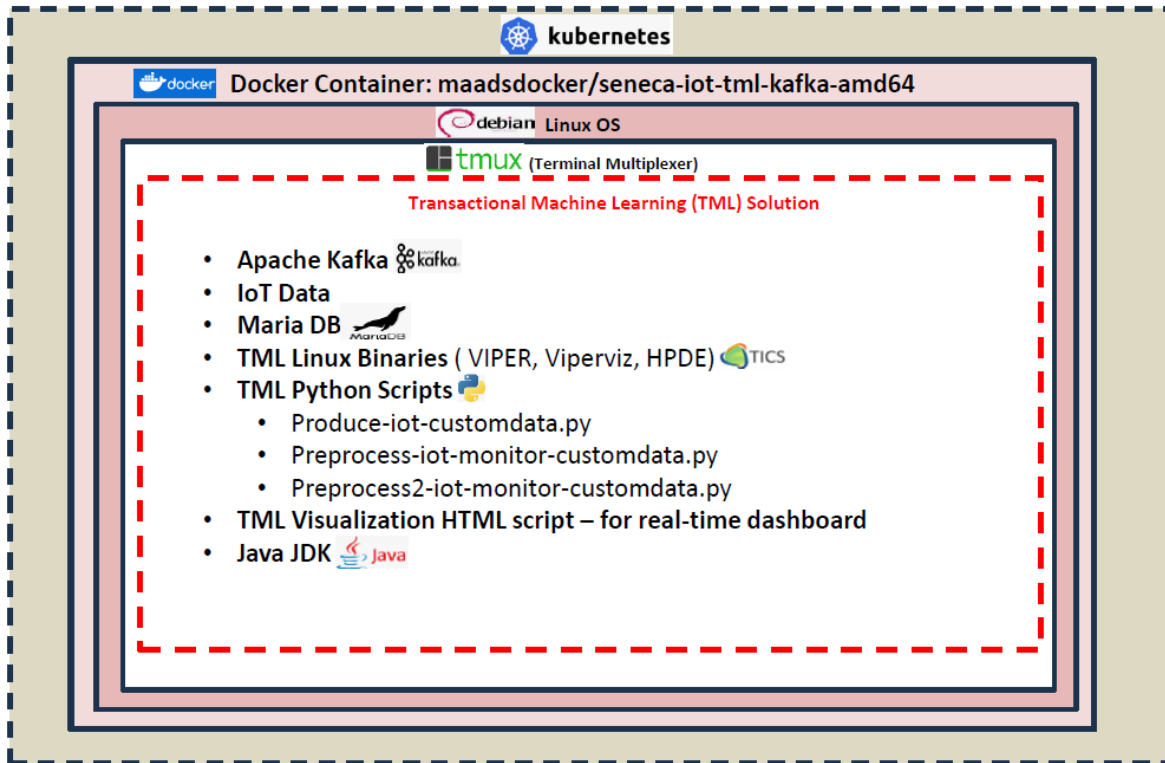 kubernetes
docker Docker Container: maadsdocker/seneca-iot-tml-kafka-amd64
debian Linux OS
tmux (Terminal Multiplexer)
Transactional Machine Learning (TML) Solution
• Apache Kafka kafka
• IoT Data
• Maria DB MariaDB
• TML Linux Binaries ( VIPER, Viperviz, HPDE) TICS
• TML Python Scripts
• Produce-iot-customdata.py
• Preprocess-iot-monitor-customdata.py
• Preprocess2-iot-monitor-customdata.py
• TML Visualization HTML script – for real-time dashboard
• Java JDK Java